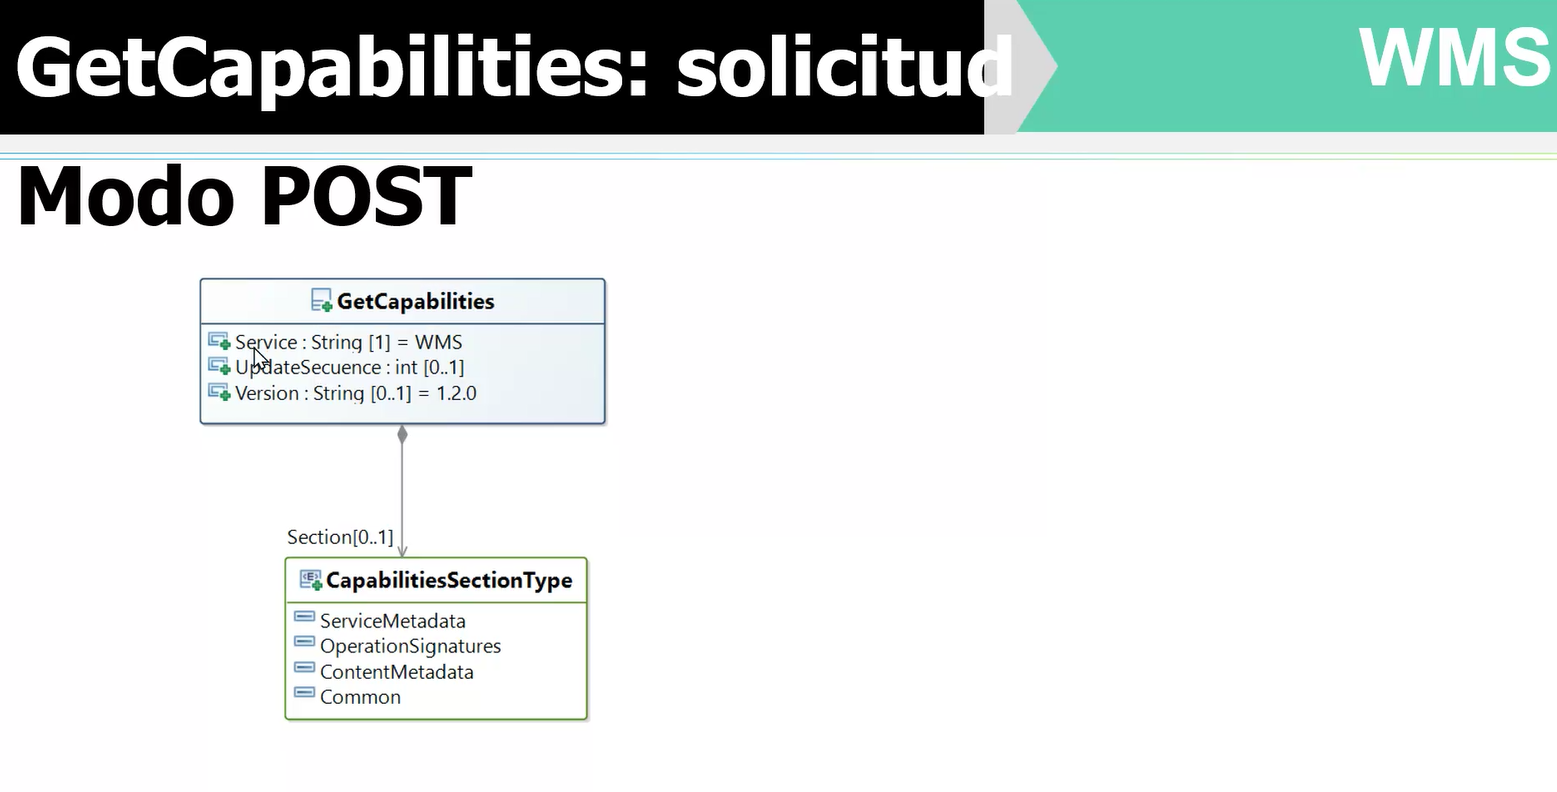 GetCapabilities: solicitud
WMS
Modo POST
GetCapabilities
Service : String [1] = WMS
UpdateSecuence : int [0..1]
Version : String [0..1] = 1.2.0
Section[0..1]
CapabilitiesSectionType
ServiceMetadata
OperationSignatures
ContentMetadata
Common